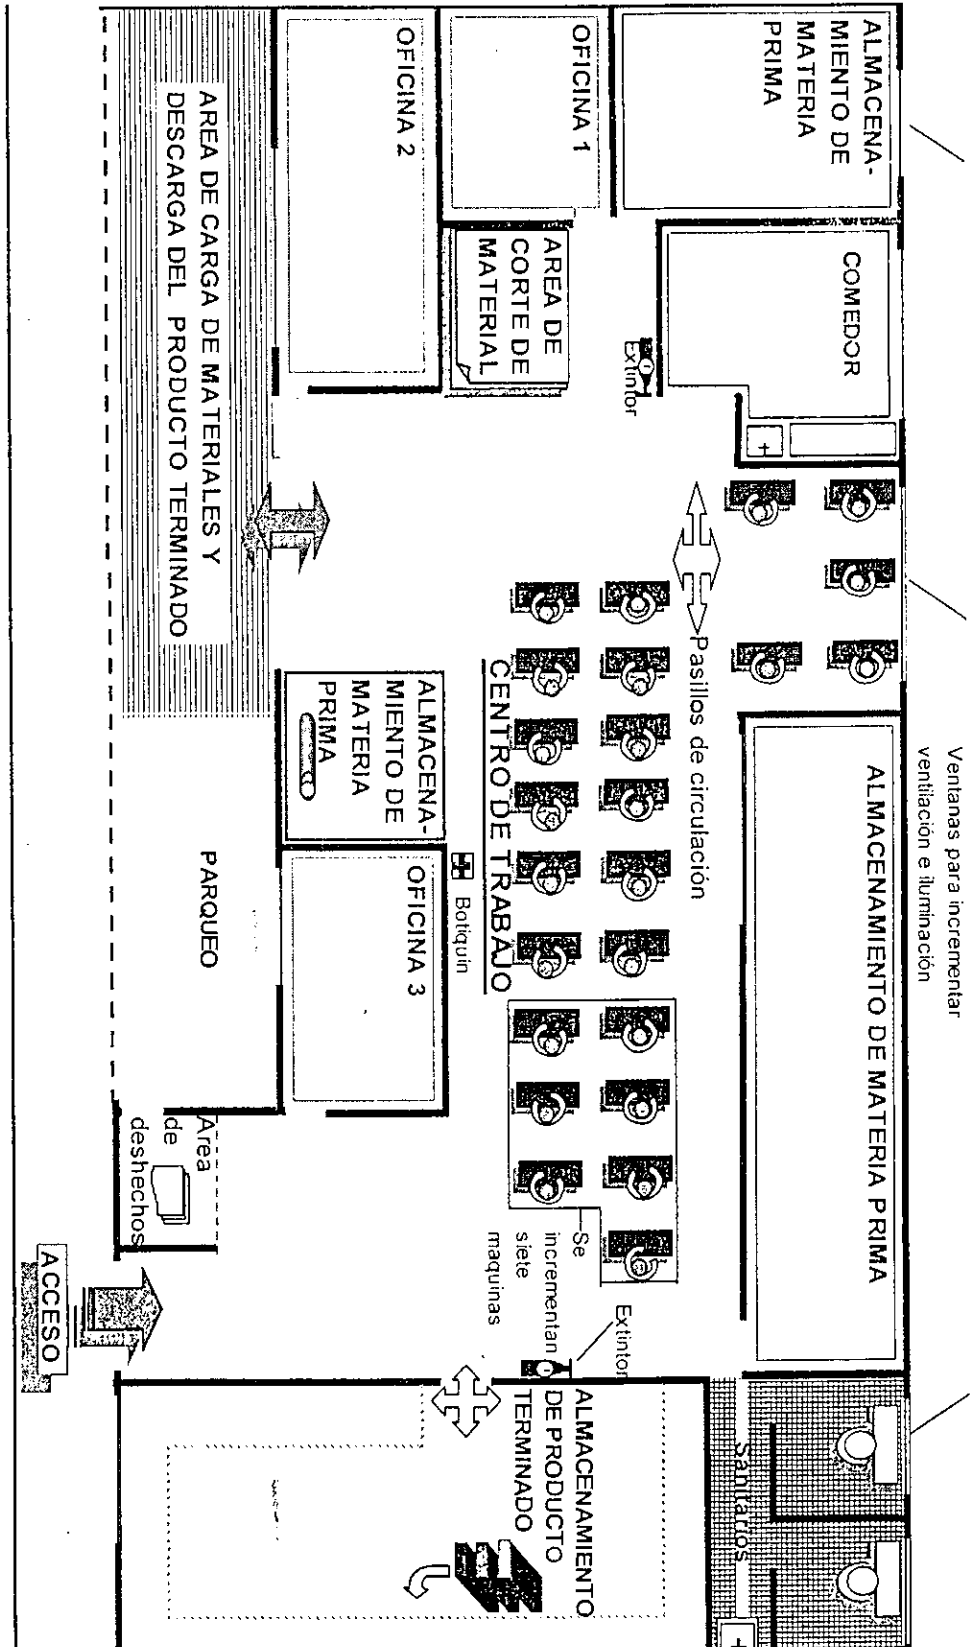 Ventanas para incrementar
ventilación e iluminación
ALMACENA-
MIENTO DE
MATERIA
PRIMA
COMEDOR
ALMACENAMIENTO DE MATERIA PRIMA
Sanitarios
OFICINA 1
Extintor
Pasillos de circulación
AREA DE
CORTE DE
MATERIAL
CENTRO DE TRABAJO
Se
incrementan
siete
maquinas
Extintor
ALMACENAMIENTO
DE PRODUCTO
TERMINADO
OFICINA 2
ALMACENA-
MIENTO DE
MATERIA
PRIMA
Botiquin
OFICINA 3
AREA DE CARGA DE MATERIALES Y
DESCARGA DEL PRODUCTO TERMINADO
PARQUEO
Area
de
deshechos
ACCESO